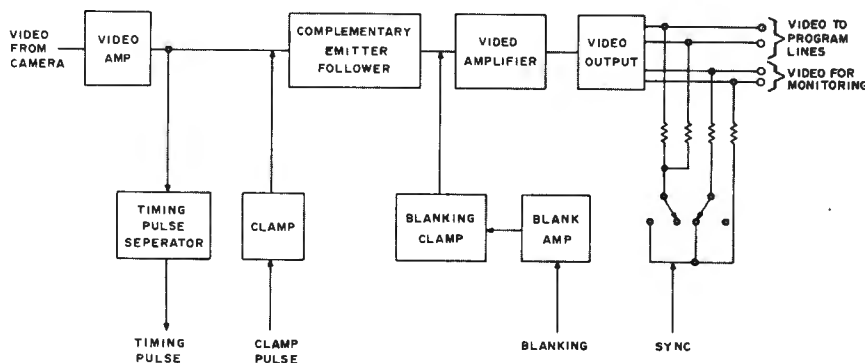 VIDEO
FROM
CAMERA
VIDEO
AMP
COMPLEMENTARY
EMITTER
FOLLOWER
VIDEO
AMPLIFIER
VIDEO
OUTPUT
VIDEO TO
PROGRAM
LINES
VIDEO FOR
MONITORING
TIMING
PULSE
SEPERATOR
CLAMP
BLANKING
CLAMP
BLANK
AMP
TIMING
PULSE
CLAMP
PULSE
BLANKING
SYNC